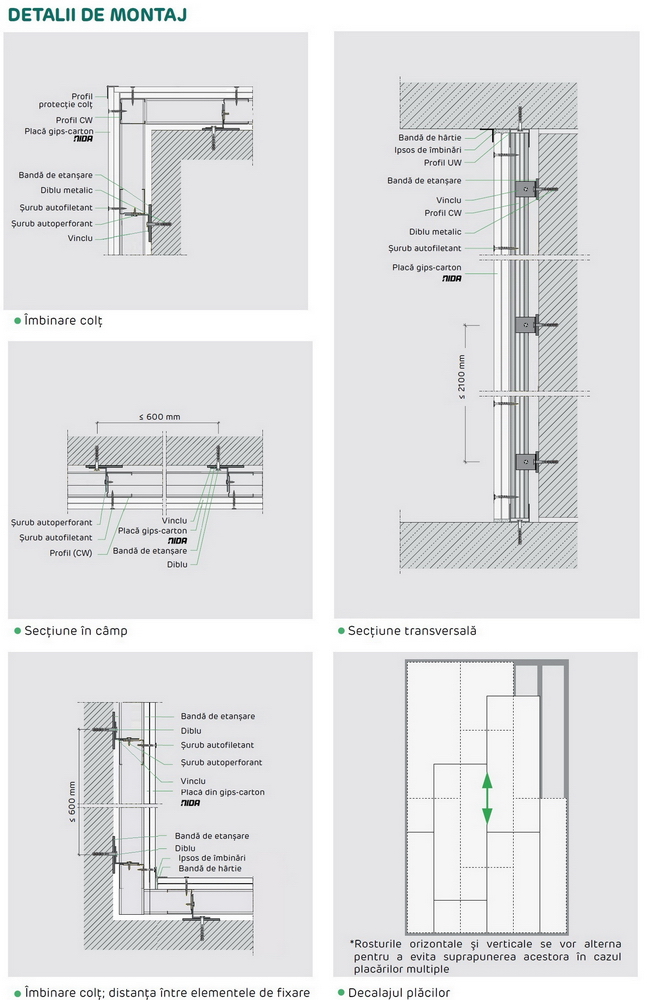 DETALII DE MONTAJ
Profil
protecție colț
Profil CW
Placă gips-carton
NIDA
Bandă de etanșare
Diblu metalic
Șurub autofiletant
Șurub autoperforant
Vinclu
Îmbinare colț
≤ 600 mm
Șurub autoperforant
Șurub autofiletant
Profil (CW)
Vinclu
Placă gips-carton
NIDA
Bandă de etanșare
Diblu
Secțiune în câmp
Bandă de hârtie
Ipsos de îmbinări
Profil UW
Bandă de etanșare
Vinclu
Profil CW
Diblu metalic
Șurub autofiletant
Placă gips-carton
NIDA
≤ 2100 mm
Secțiune transversală
Bandă de etanșare
Diblu
Șurub autofiletant
Șurub autoperforant
Vinclu
Placă din gips-carton
NIDA
≤ 600 mm
Bandă de etanșare
Diblu
Ipsos de îmbinări
Bandă de hârtie
Îmbinare colț; distanța între elementele de fixare
*Rosturile orizontale și verticale se vor alterna
pentru a evita suprapunerea acestora în cazul
placărilor multiple
Decalajul plăcilor